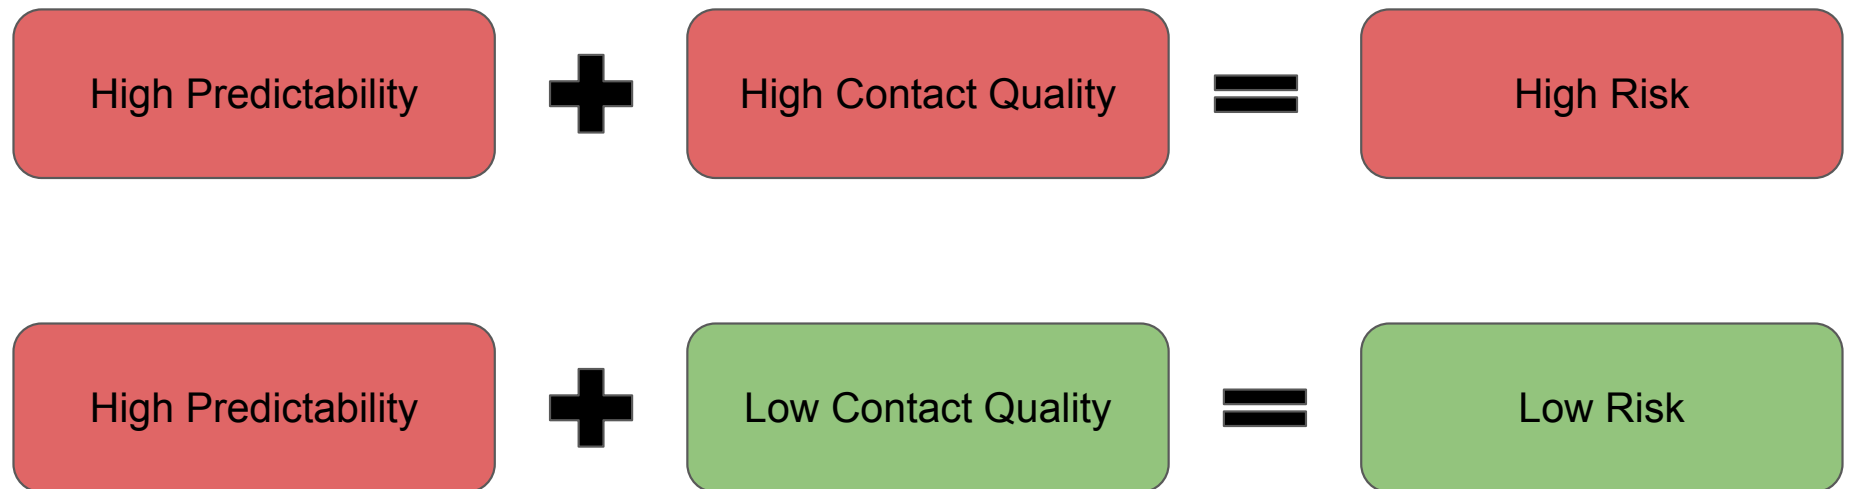 High Predictability
High Contact Quality
High Risk
High Predictability
Low Contact Quality
Low Risk